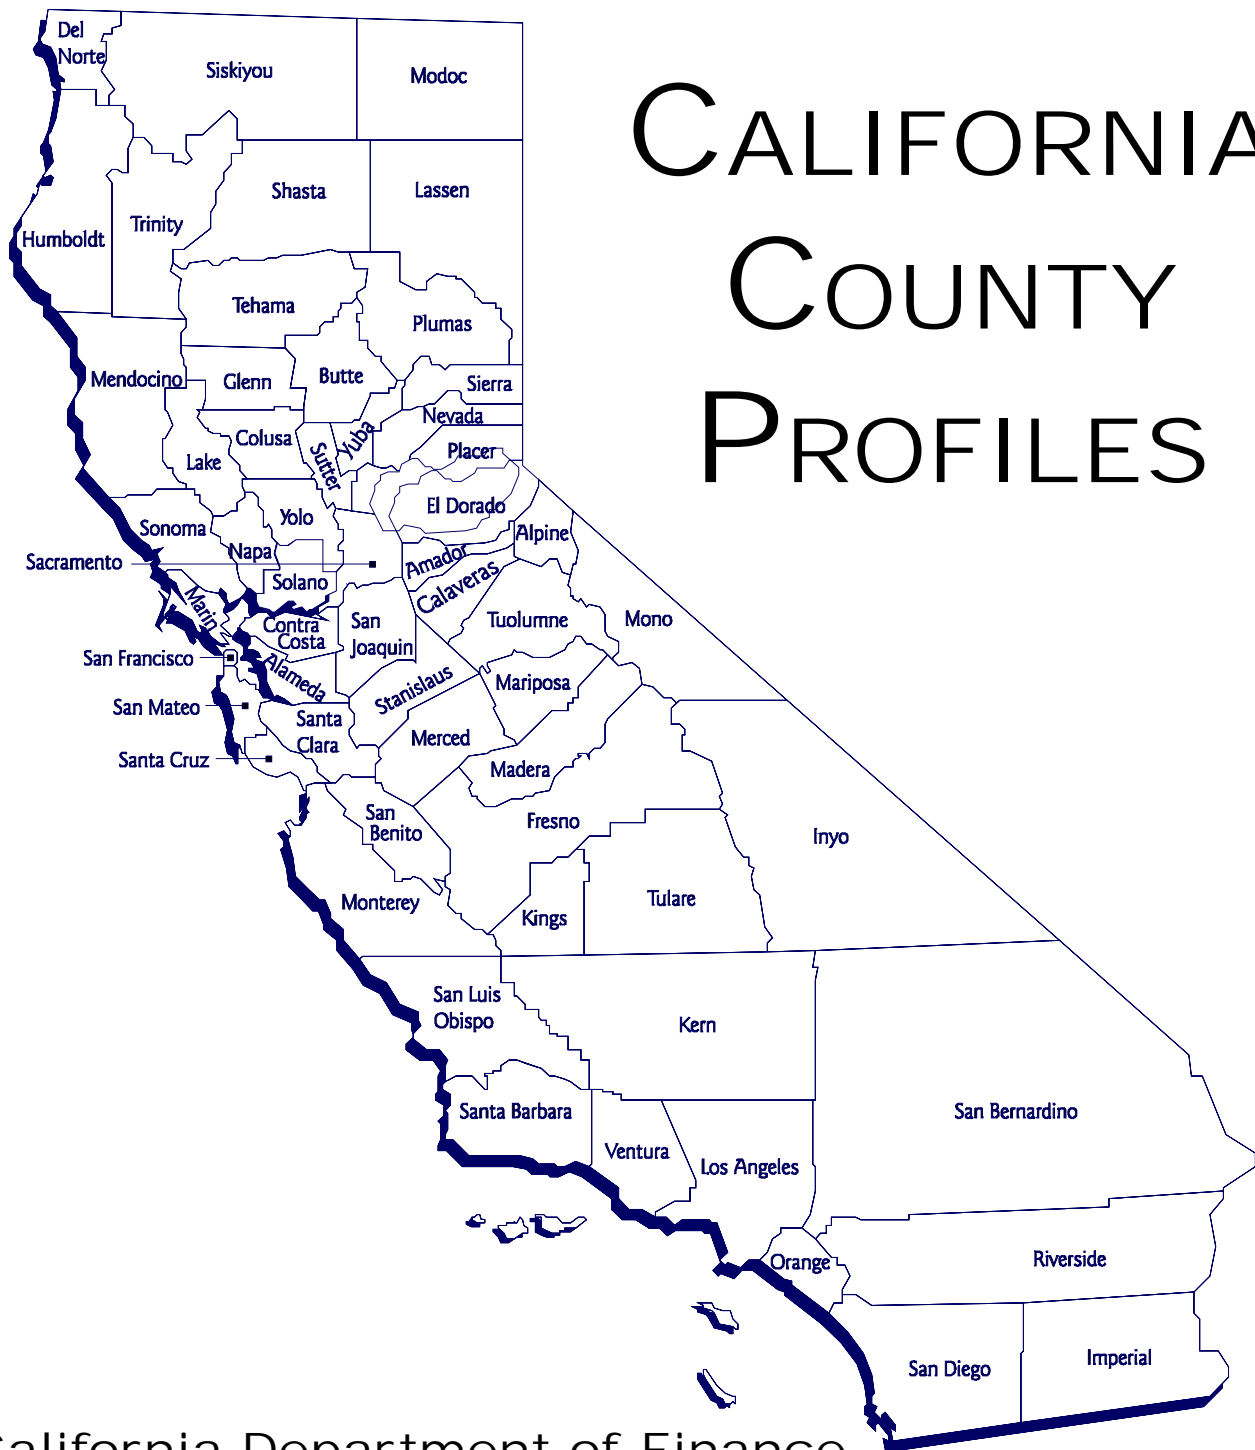 CALIFORNIA
COUNTY
PROFILES
Del
Norte
Siskiyou
Modoc
Shasta
Lassen
Trinity
Humboldt
Tehama
Plumas
Mendocino
Glenn
Butte
Sierra
Nevada
Colusa
Sutter
Yuba
Placer
Lake
El Dorado
Yolo
Sonoma
Napa
Alpine
Sacramento
Amador
Solano
Calaveras
Marin
Contra
Costa
San
Joaquin
Tuolumne
Mono
San Francisco
Alameda
Stanislaus
Mariposa
San Mateo
Santa
Clara
Merced
Santa Cruz
Madera
San
Benito
Fresno
Inyo
Monterey
Kings
Tulare
San Luis
Obispo
Kern
Santa Barbara
San Bernardino
Ventura
Los Angeles
Orange
Riverside
San Diego
Imperial
California Department of Finance